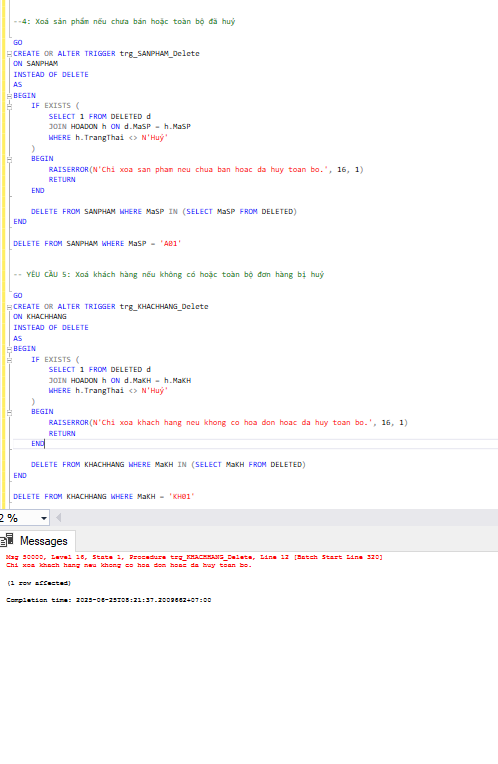 --4: Xoá sản phẩm nếu chưa bán hoặc toàn bộ đã huỷ
GO
CREATE OR ALTER TRIGGER trg_SANPHAM_Delete
ON SANPHAM
INSTEAD OF DELETE
AS
BEGIN
IF EXISTS (
SELECT 1 FROM DELETED d
JOIN HOADON h ON d.MaSP = h.MaSP
WHERE h.TrangThai <> N'Huỷ'
)
BEGIN
RAISERROR(N'Chi xoa san pham neu chua ban hoac da huy toan bo.', 16, 1)
RETURN
END
DELETE FROM SANPHAM WHERE MaSP IN (SELECT MaSP FROM DELETED)
END
DELETE FROM SANPHAM WHERE MaSP = 'A01'
-- YÊU CẦU 5: Xoá khách hàng nếu không có hoặc toàn bộ đơn hàng bị huỷ
GO
CREATE OR ALTER TRIGGER trg_KHACHHANG_Delete
ON KHACHHANG
INSTEAD OF DELETE
AS
BEGIN
IF EXISTS (
SELECT 1 FROM DELETED d
JOIN HOADON h ON d.MaKH = h.MaKH
WHERE h.TrangThai <> N'Huỷ'
)
BEGIN
RAISERROR(N'Chi xoa khach hang neu khong co hoa don hoac da huy toan bo.', 16, 1)
RETURN
END
DELETE FROM KHACHHANG WHERE MaKH IN (SELECT MaKH FROM DELETED)
END
DELETE FROM KHACHHANG WHERE MaKH = 'KH01'
2 %
Messages
Msg 50000, Level 16, State 1, Procedure trg_KHACHHANG_Delete, Line 12 [Batch Start Line 320]
Chi xoa khach hang neu khong co hoa don hoac da huy toan bo.
(1 row affected)
Completion time: 2025-06-25T08:21:37.2009662+07:00